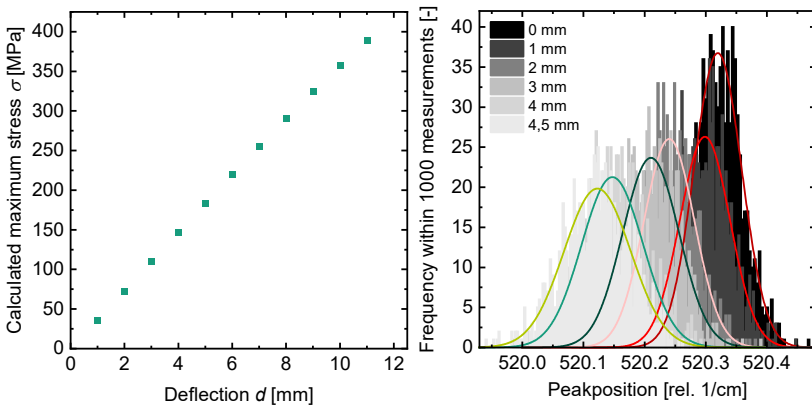 Calculated maximum stress σ [MPa]
400
350
300
250
200
150
100
50
0
0 2 4 6 8 10 12
Deflection d [mm]
Frequency within 1000 measurements [-]
40
35
30
25
20
15
10
5
0
0 mm
1 mm
2 mm
3 mm
4 mm
4,5 mm
520.0 520.1 520.2 520.3 520.4
Peakposition [rel. 1/cm]